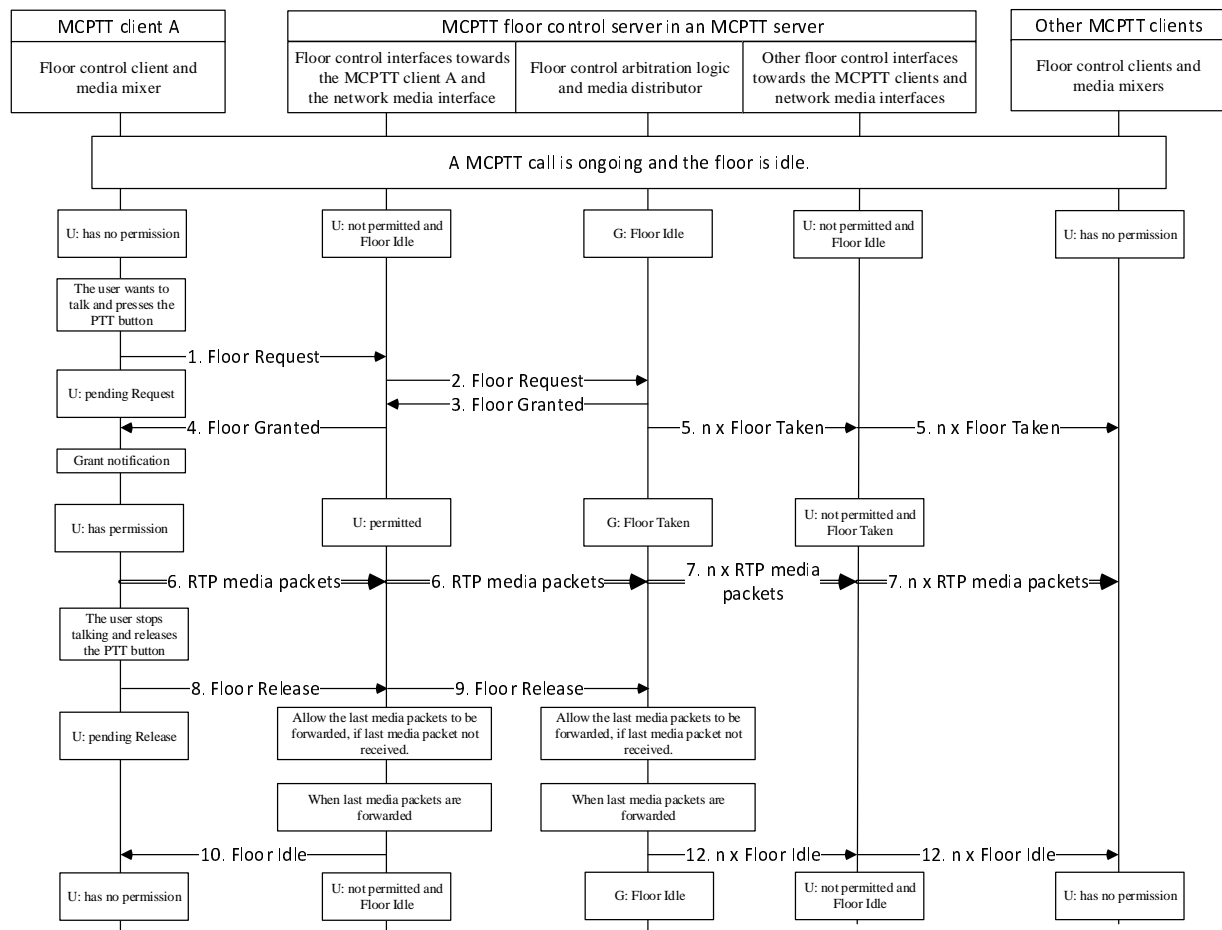 MCPTT client A
MCPTT floor control server in an MCPTT server
Other MCPTT clients
Floor control client and
media mixer
Floor control interfaces towards
the MCPTT client A and
the network media interface
Floor control arbitration logic
and media distributor
Other floor control interfaces
towards the MCPTT clients and
network media interfaces
Floor control clients and
media mixers
A MCPTT call is ongoing and the floor is idle.
U: has no permission
U: not permitted and
Floor Idle
G: Floor Idle
U: not permitted and
Floor Idle
U: has no permission
The user wants to
talk and presses the
PTT button
1. Floor Request
2. Floor Request
U: pending Request
3. Floor Granted
4. Floor Granted
5. n x Floor Taken
5. n x Floor Taken
Grant notification
U: has permission
U: permitted
G: Floor Taken
U: not permitted and
Floor Taken
6. RTP media packets
6. RTP media packets
7. n x RTP media
packets
7. n x RTP media packets
The user stops
talking and releases
the PTT button
8. Floor Release
9. Floor Release
U: pending Release
Allow the last media packets to be
forwarded, if last media packet not
received.
Allow the last media packets to be
forwarded, if last media packet not
received.
When last media packets are
forwarded
When last media packets are
forwarded
10. Floor Idle
12. n x Floor Idle
12. n x Floor Idle
U: has no permission
U: not permitted and
Floor Idle
G: Floor Idle
U: not permitted and
Floor Idle
U: has no permission